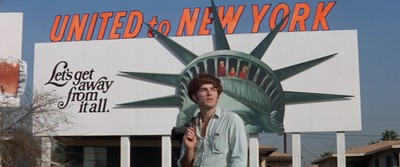 UNITED to NEW YORK
Let's get
away
from
it all.